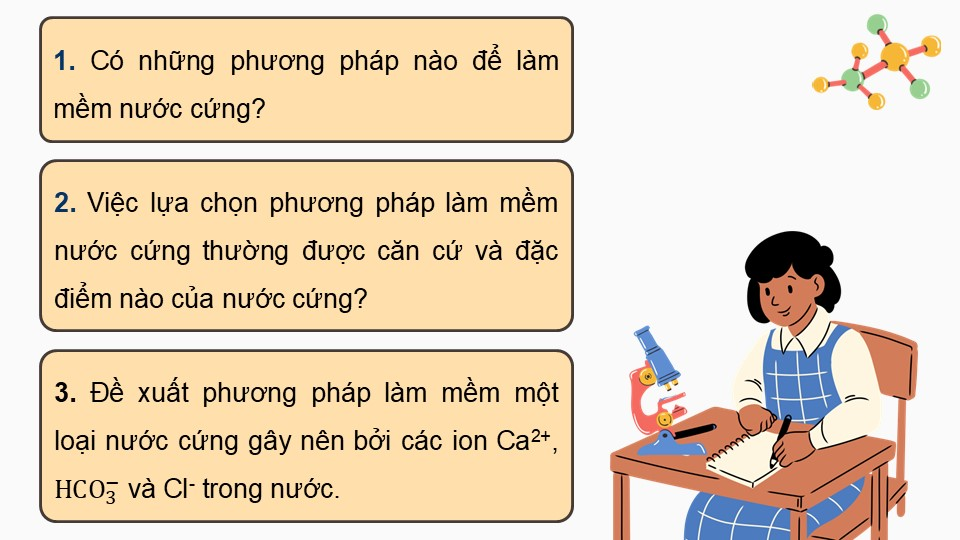 1. Có những phương pháp nào để làm
mềm nước cứng?
2. Việc lựa chọn phương pháp làm mềm
nước cứng thường được căn cứ và đặc
điểm nào của nước cứng?
3. Đề xuất phương pháp làm mềm một
loại nước cứng gây nên bởi các ion Ca²⁺,
HCO₃⁻ và Cl⁻ trong nước.